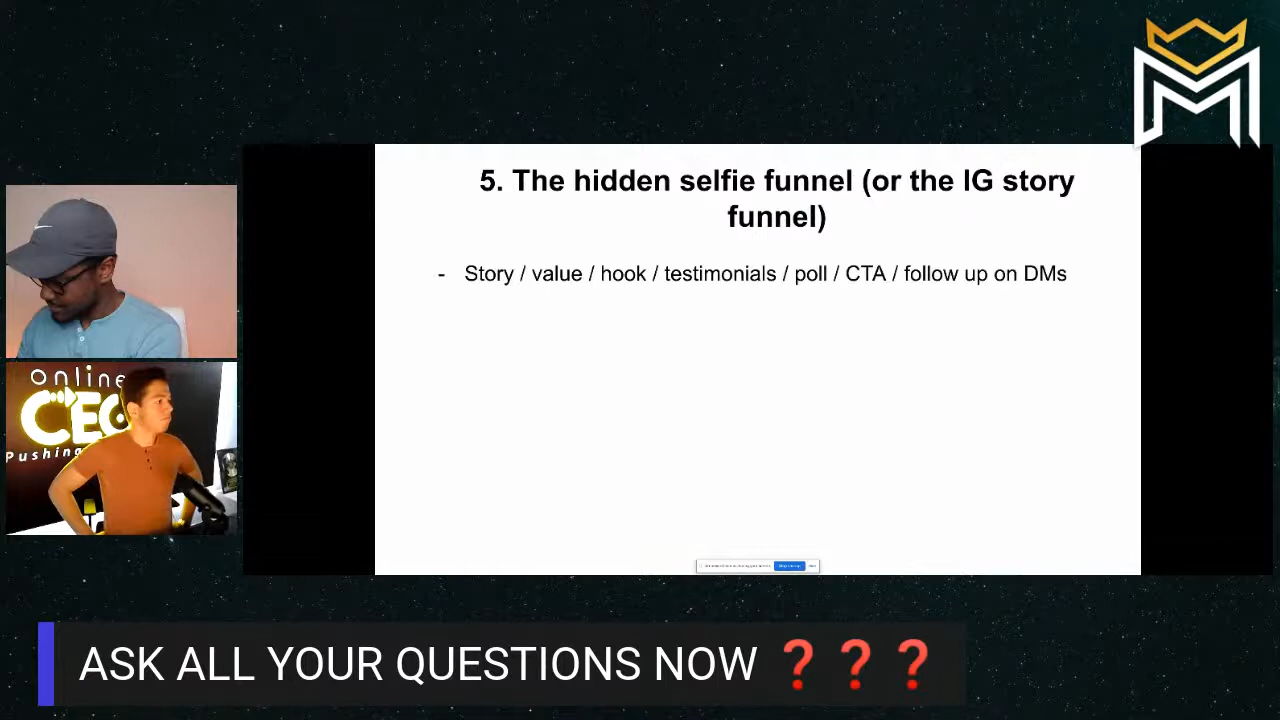 5. The hidden selfie funnel (or the IG story
funnel)
- Story / value / hook / testimonials / poll / CTA / follow up on DMs
online
CEO
Pushing
ASK ALL YOUR QUESTIONS NOW ❓❓❓